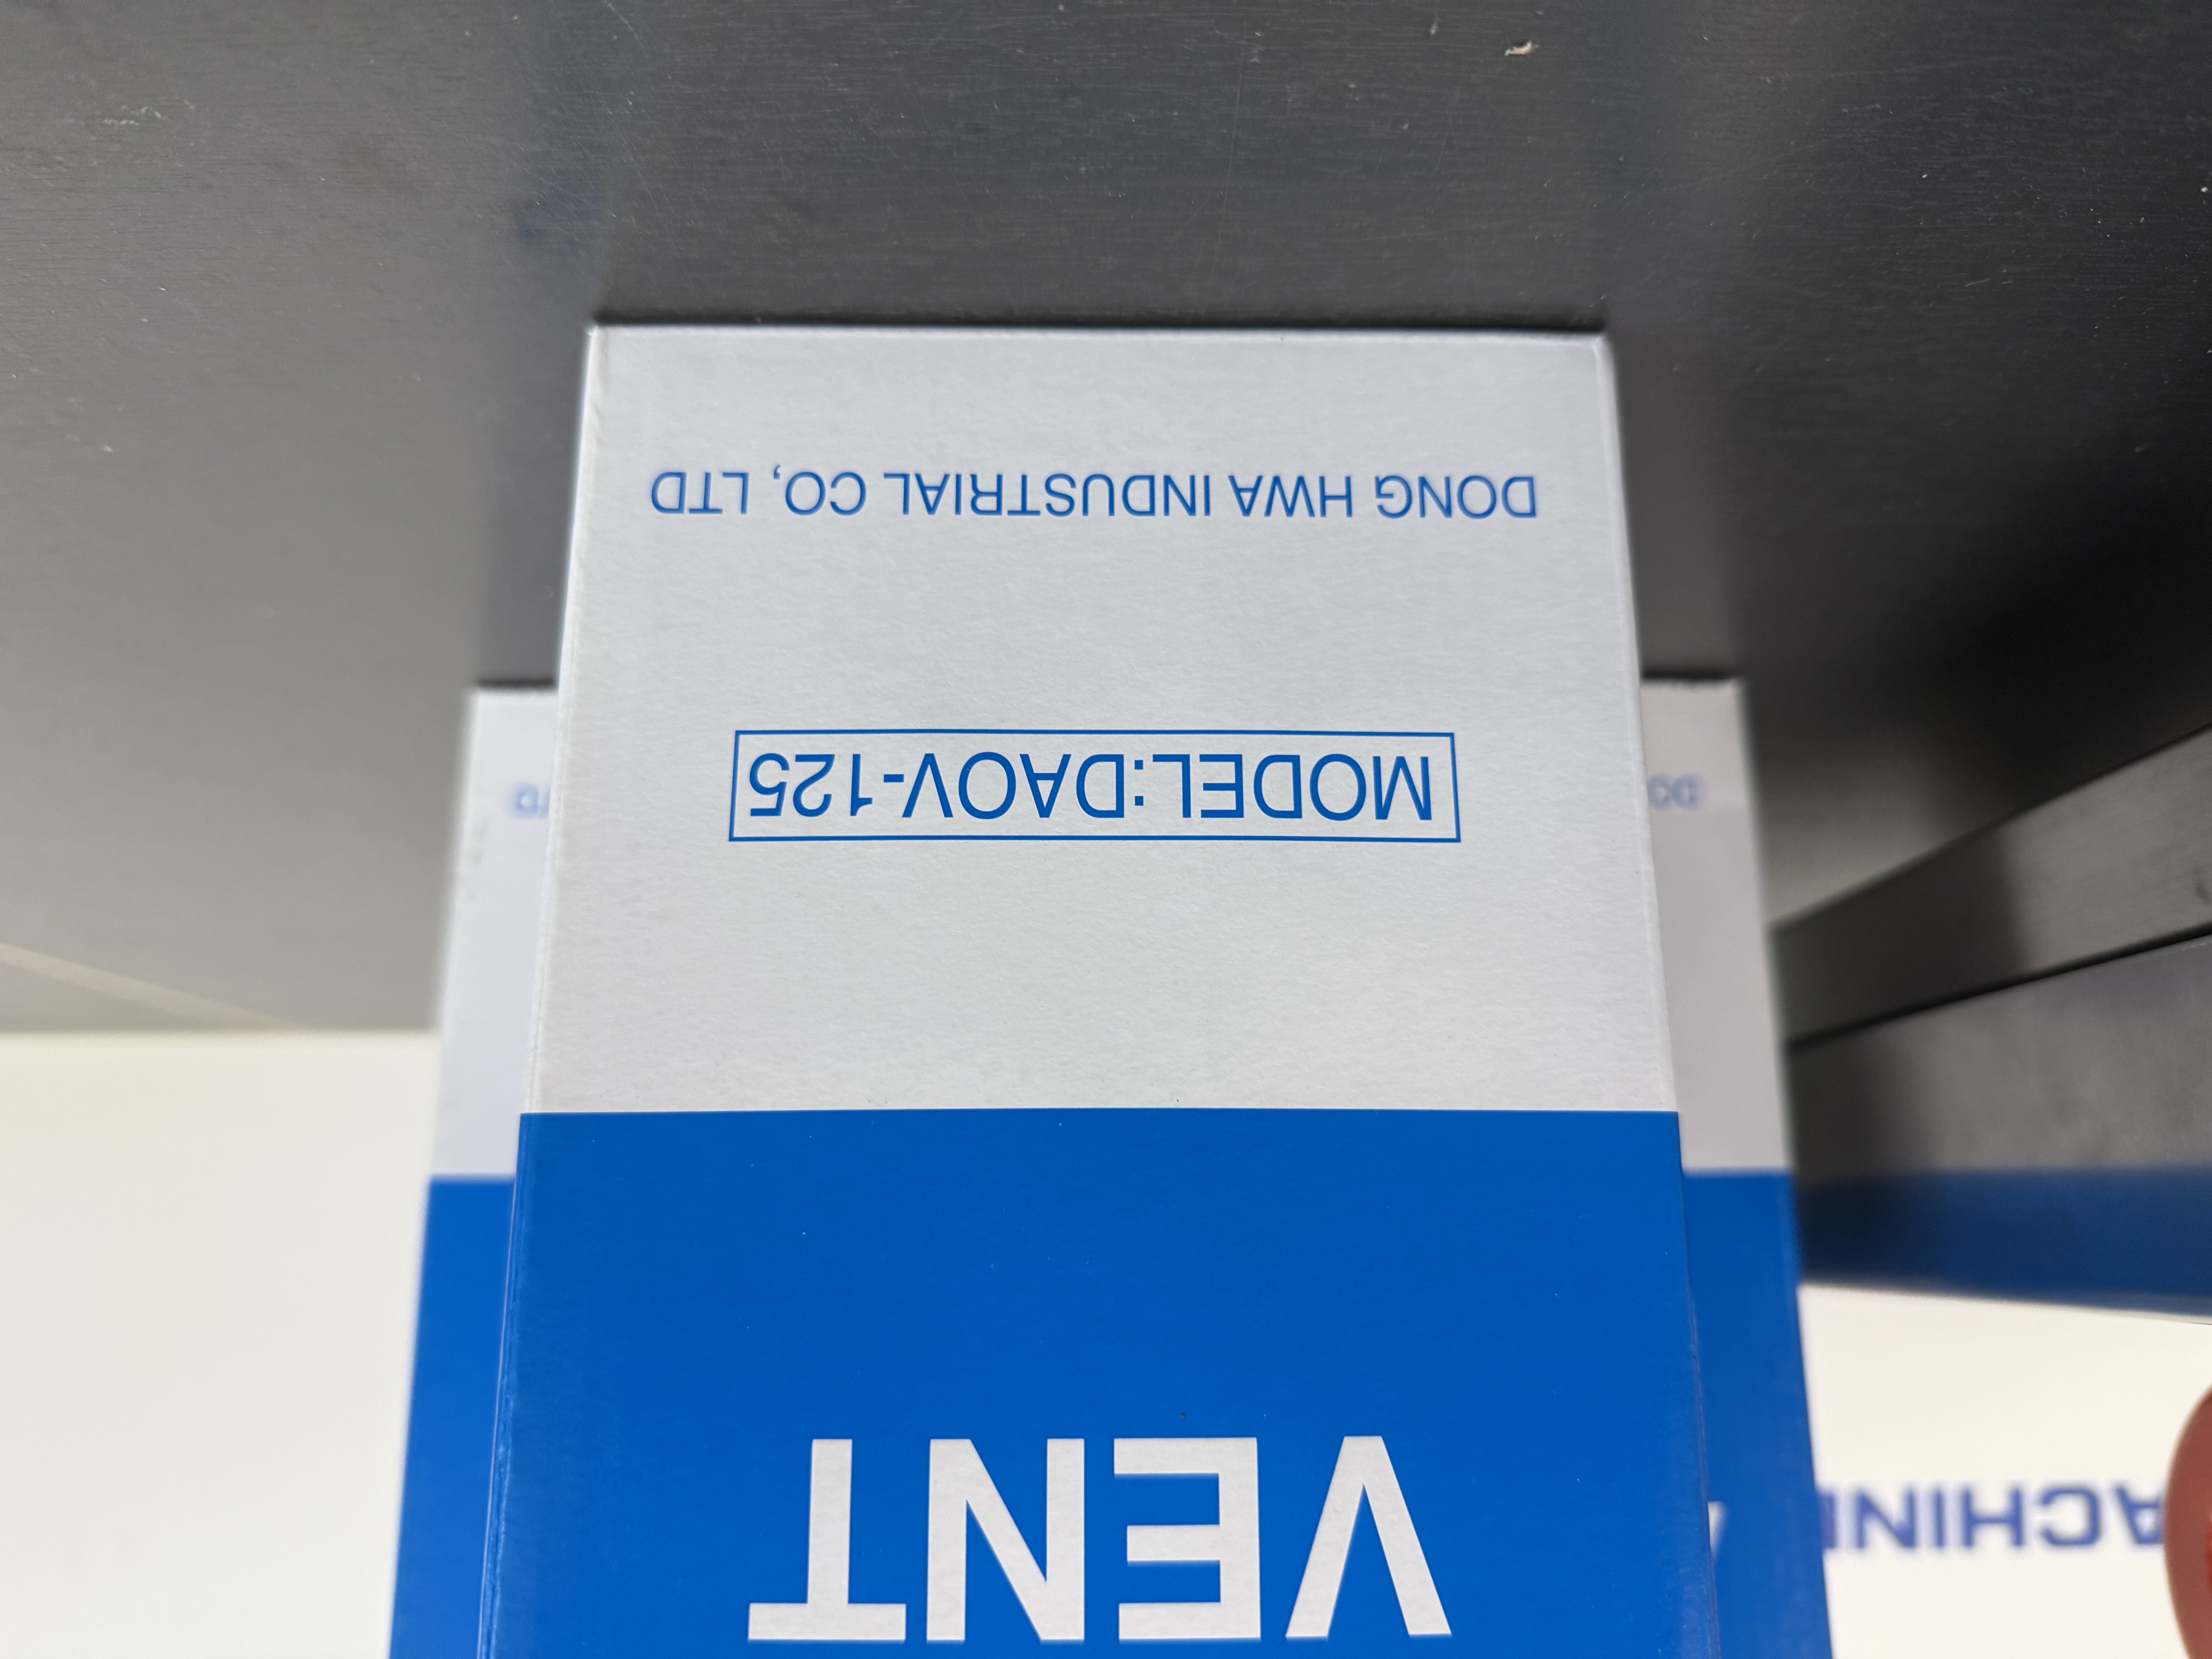 VENT
MODEL:DAOV-125
DONG HWA INDUSTRIAL CO, LTD